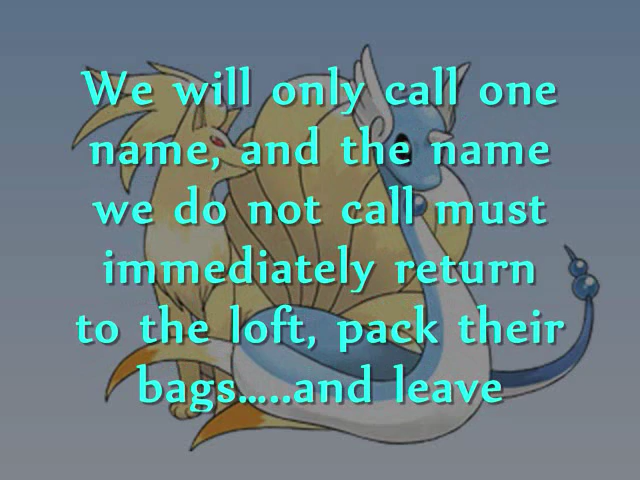 We will only call one
name, and the name
we do not call must
immediately return
to the loft, pack their
bags.....and leave